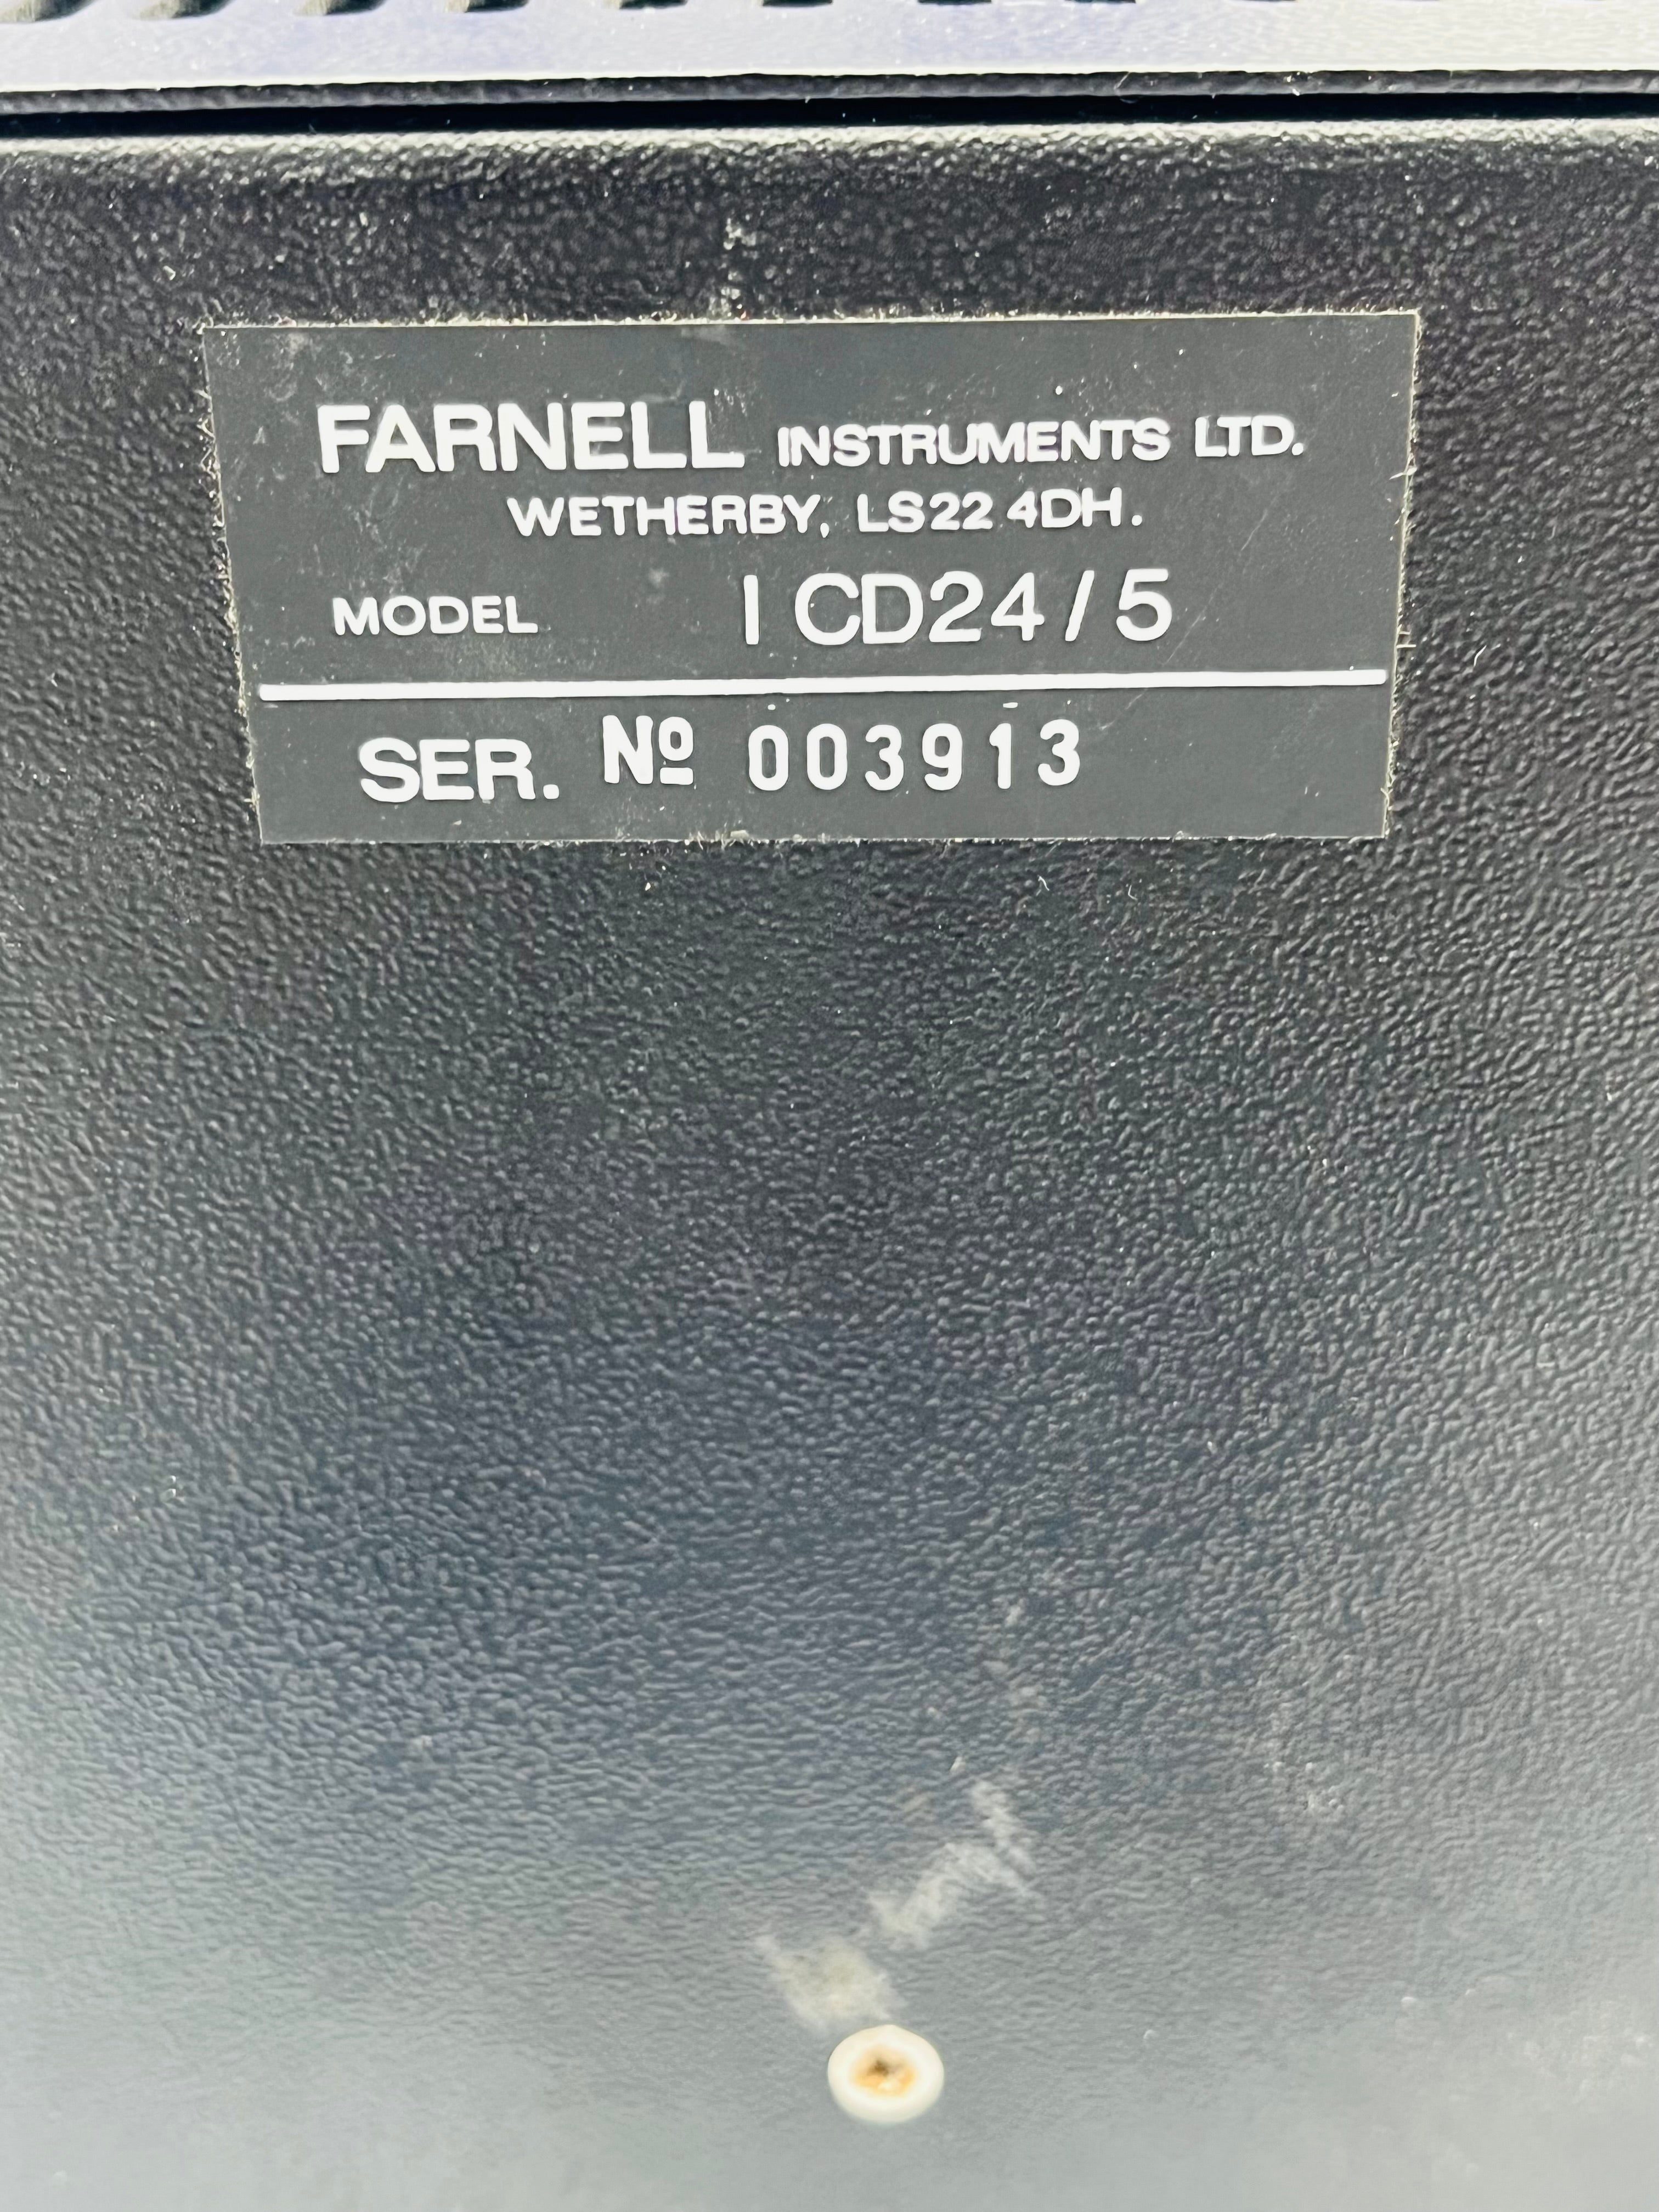 FARNELL INSTRUMENTS LTD.
WETHERBY, LS22 4DH.
MODEL I CD24/5
SER. Nº 003913